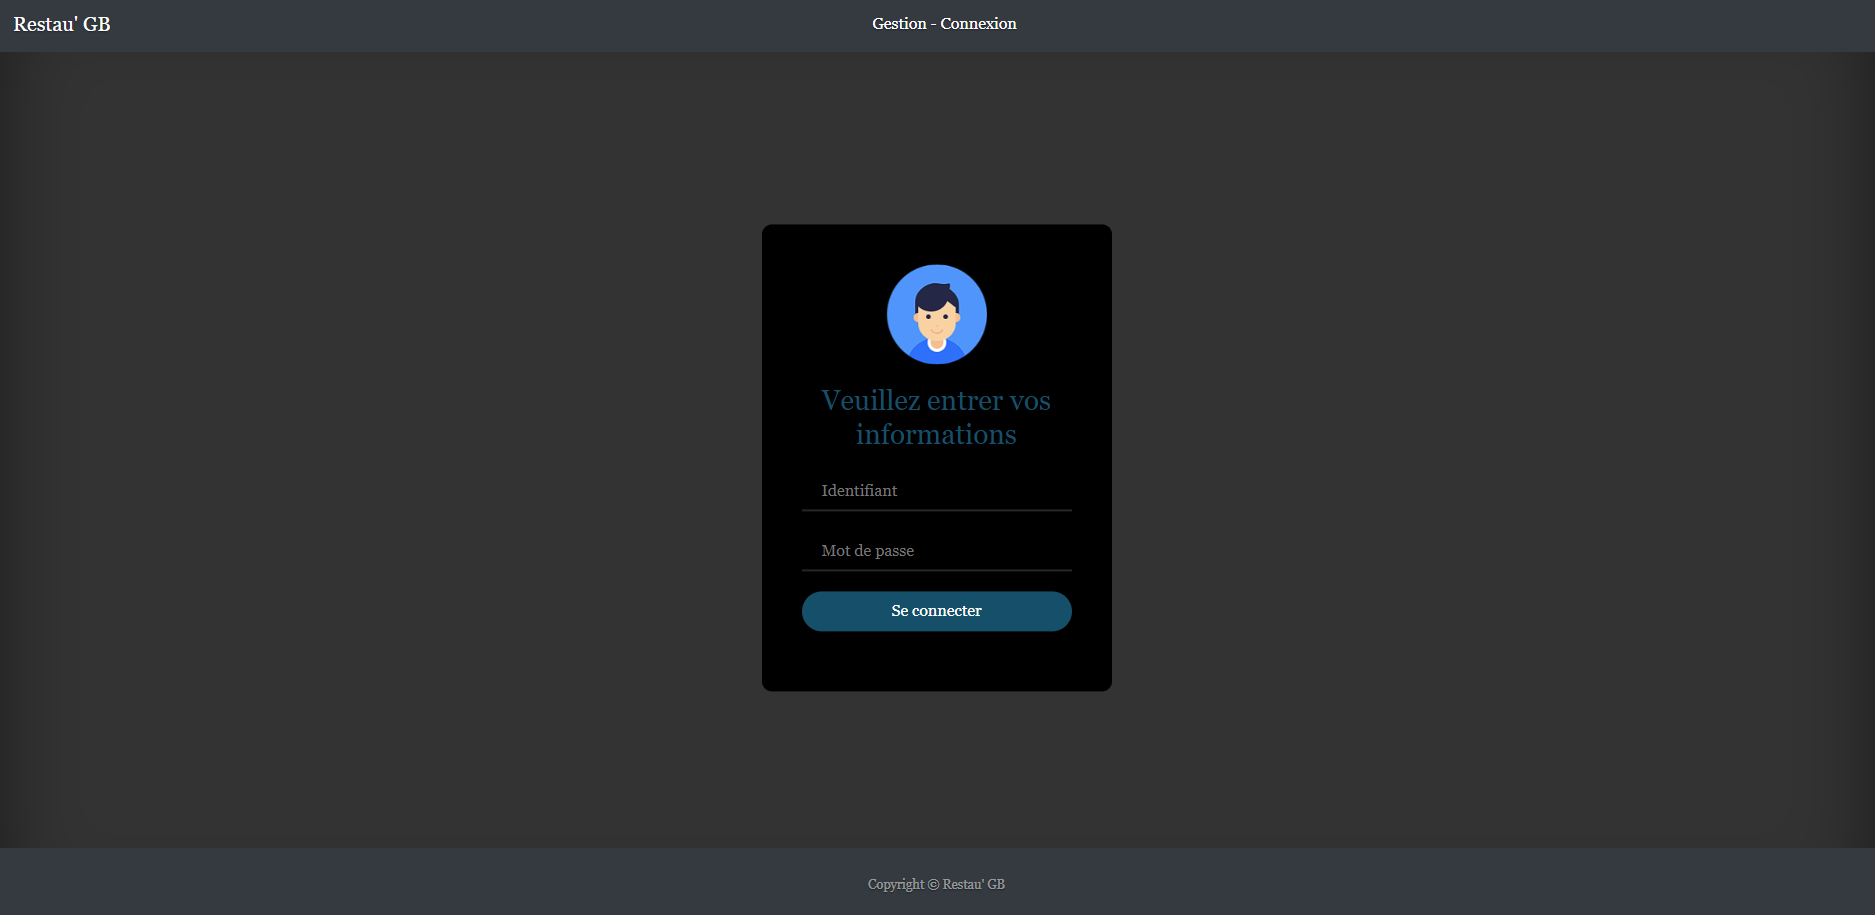 Restau' GB
Gestion - Connexion
Veuillez entrer vos
informations
Identifiant
Mot de passe
Se connecter
Copyright © Restau' GB